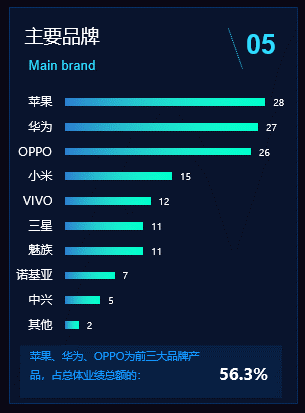 主要品牌
05
Main brand
苹果 28
华为 27
OPPO 26
小米 15
VIVO 12
三星 11
魅族 11
诺基亚 7
中兴 5
其他 2
苹果、华为、OPPO为前三大品牌产
品，占总体业绩总额的：
56.3%